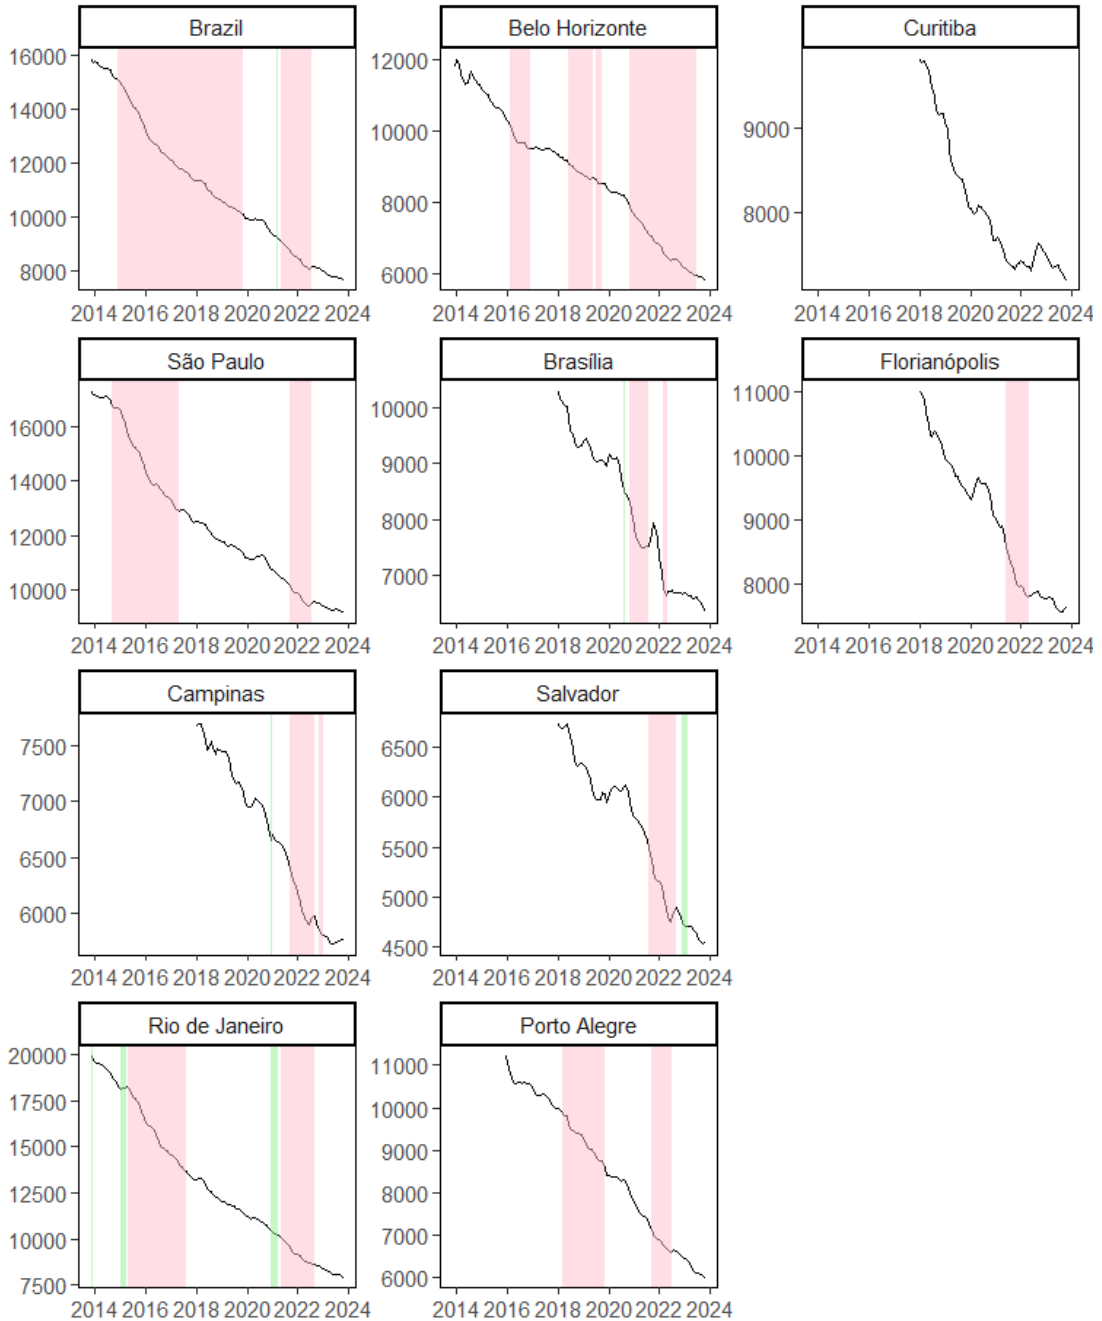 Brazil
16000
14000
12000
10000
8000
2014 2016 2018 2020 2022 2024
Belo Horizonte
12000
10000
8000
6000
2014 2016 2018 2020 2022 2024
Curitiba
9000
8000
2014 2016 2018 2020 2022 2024
São Paulo
16000
14000
12000
10000
2014 2016 2018 2020 2022 2024
Brasília
10000
9000
8000
7000
2014 2016 2018 2020 2022 2024
Florianópolis
11000
10000
9000
8000
2014 2016 2018 2020 2022 2024
Campinas
7500
7000
6500
6000
2014 2016 2018 2020 2022 2024
Salvador
6500
6000
5500
5000
4500
2014 2016 2018 2020 2022 2024
Rio de Janeiro
20000
17500
15000
12500
10000
7500
2014 2016 2018 2020 2022 2024
Porto Alegre
11000
10000
9000
8000
7000
6000
2014 2016 2018 2020 2022 2024